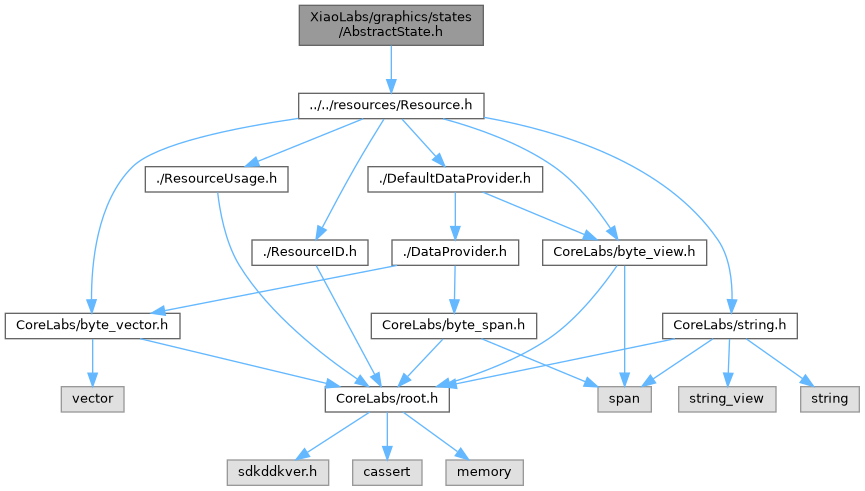 XiaoLabs/graphics/states
/AbstractState.h
../../resources/Resource.h
./ResourceUsage.h
./DefaultDataProvider.h
./ResourceID.h
./DataProvider.h
CoreLabs/byte_view.h
CoreLabs/byte_vector.h
CoreLabs/byte_span.h
CoreLabs/string.h
vector
CoreLabs/root.h
span
string_view
string
sdkddkver.h
cassert
memory